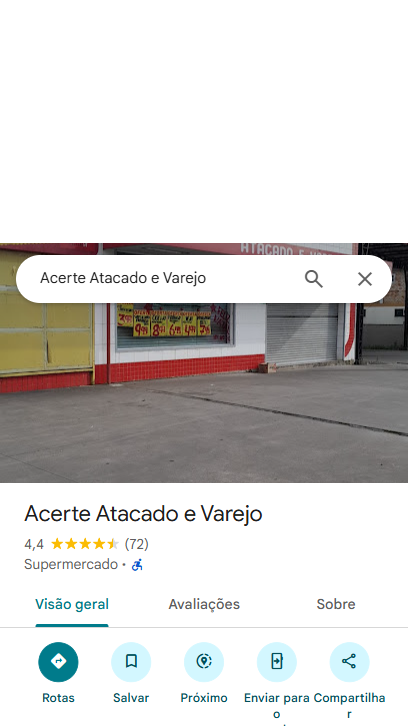 ATACADO E
Acerte Atacado e Varejo
Acerte Atacado e Varejo
4,4 (72)
Supermercado ·
Visão geral Avaliações Sobre
Rotas Salvar Próximo Enviar para Compartilha
o r